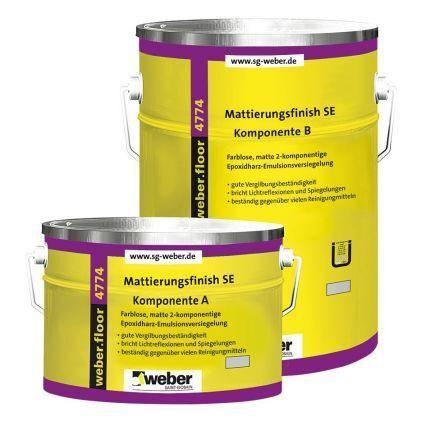 www.sg-weber.de
weber.floor 4774
Mattierungsfinish SE
Komponente B
Farblose, matte 2-komponentige
Epoxidharz-Emulsionsversiegelung
• gute Vergilbungsbeständigkeit
• bricht Lichtreflexionen und Spiegelungen
• beständig gegenüber vielen Reinigungsmitteln
www.sg-weber.de
weber.floor 4774
Mattierungsfinish SE
Komponente A
Farblose, matte 2-komponentige
Epoxidharz-Emulsionsversiegelung
• gute Vergilbungsbeständigkeit
• bricht Lichtreflexionen und Spiegelungen
• beständig gegenüber vielen Reinigungsmitteln
weber
SAINT-GOBAIN